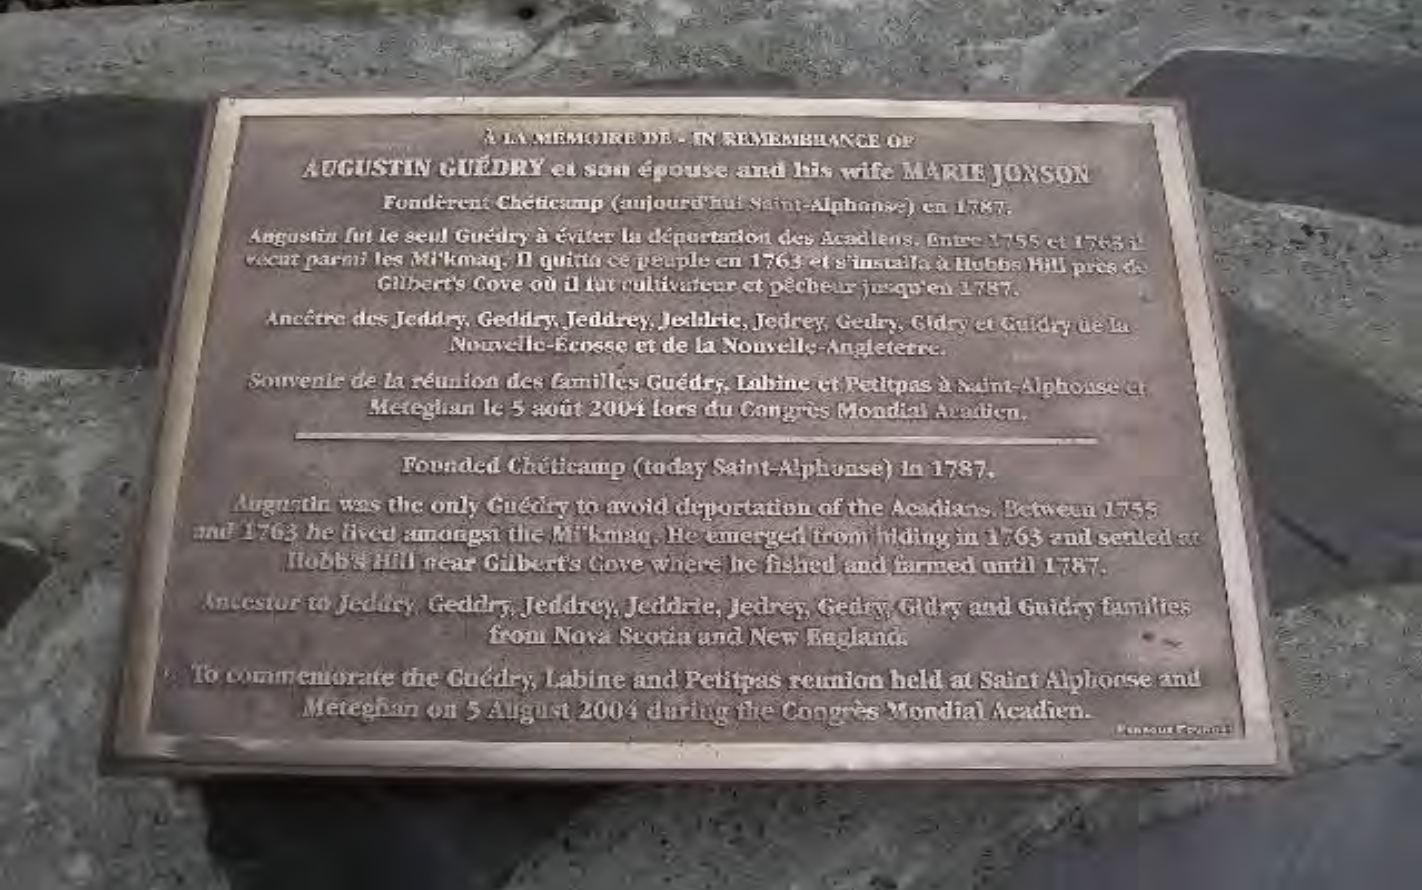 À LA MÉMOIRE DE - IN REMEMBRANCE OF
AUGUSTIN GUÉDRY et son épouse and his wife MARIE JONSON
Fondèrent Chéticamp (aujourd'hui Saint-Alphonse) en 1787.
Augustin fut le seul Guédry à éviter la déportation des Acadiens. Entre 1755 et 1763 il
vécut parmi les Mi'kmaq. Il quitta ce peuple en 1763 et s'installa à Hobbs Hill près de
Gilbert's Cove où il fut cultivateur et pêcheur jusqu'en 1787.
Ancêtre des Jeddry, Geddry, Jeddrey, Jeddrie, Jedrey, Gedry, Gidry et Guidry de la
Nouvelle-Écosse et de la Nouvelle-Angleterre.
Souvenir de la réunion des familles Guédry, Labine et Petitpas à Saint-Alphonse et
Meteghan le 5 août 2004 lors du Congrès Mondial Acadien.
Founded Chéticamp (today Saint-Alphonse) in 1787.
Augustin was the only Guédry to avoid deportation of the Acadians. Between 1755
and 1763 he lived amongst the Mi'kmaq. He emerged from hiding in 1763 and settled at
Hobb's Hill near Gilbert's Cove where he fished and farmed until 1787.
Ancestor to Jeddry, Geddry, Jeddrey, Jeddrie, Jedrey, Gedry, Gidry and Guidry families
from Nova Scotia and New England.
To commemorate the Guédry, Labine and Petitpas reunion held at Saint Alphonse and
Meteghan on 5 August 2004 during the Congrès Mondial Acadien.